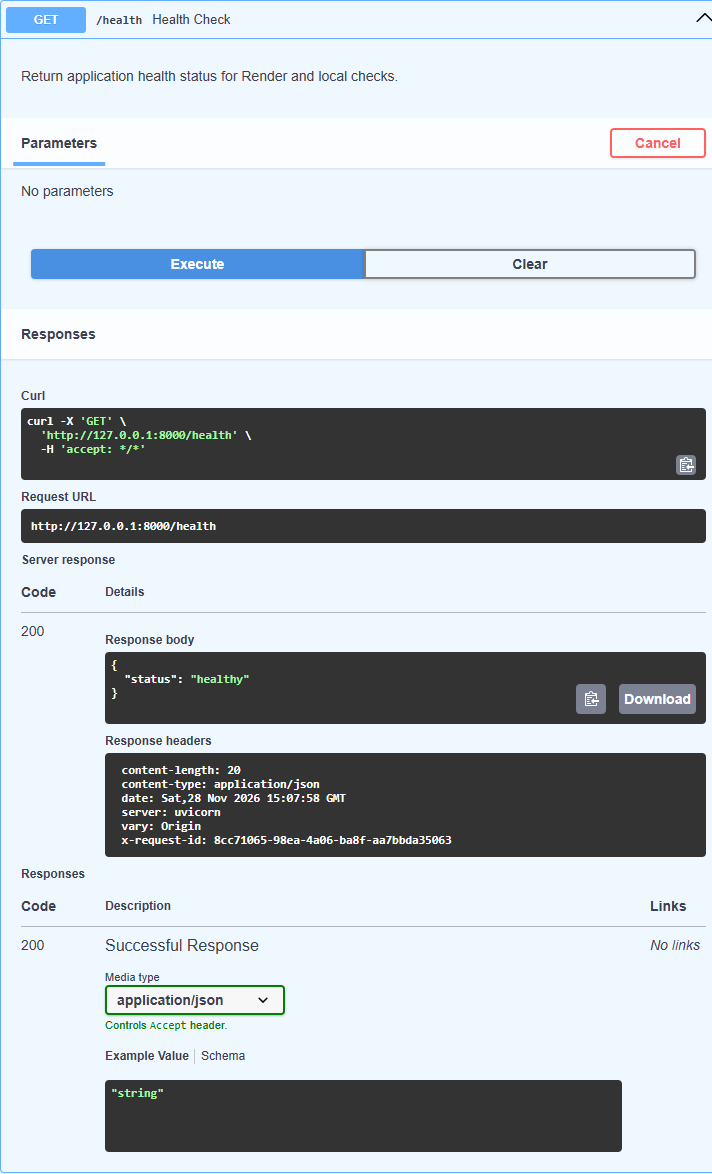 GET /health Health Check
Return application health status for Render and local checks.
Parameters
Cancel
No parameters
Execute
Clear
Responses
Curl
curl -X 'GET' \
  'http://127.0.0.1:8000/health' \
  -H 'accept: */*'
Request URL
http://127.0.0.1:8000/health
Server response
Code Details
200
Response body
{
  "status": "healthy"
}
Download
Response headers
content-length: 20
content-type: application/json
date: Sat,28 Nov 2026 15:07:58 GMT
server: uvicorn
vary: Origin
x-request-id: 8cc71065-98ea-4a06-ba8f-aa7bbda35063
Responses
Code Description Links
200 Successful Response No links
Media type
application/json
Controls Accept header.
Example Value Schema
"string"